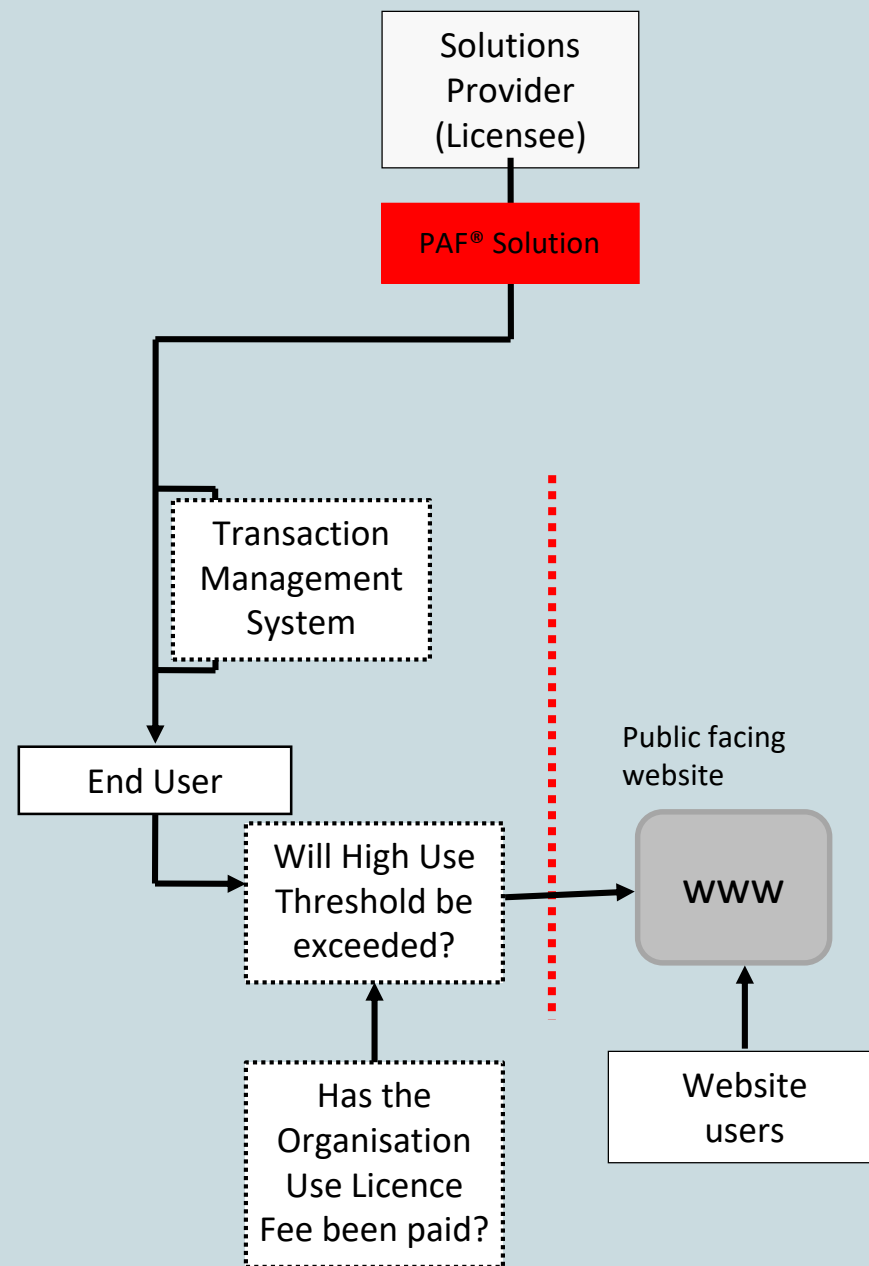 Solutions
Provider
(Licensee)
PAF® Solution
Transaction
Management
System
End User
Public facing
website
Will High Use
Threshold be
exceeded?
www
Has the
Organisation
Use Licence
Fee been paid?
Website
users